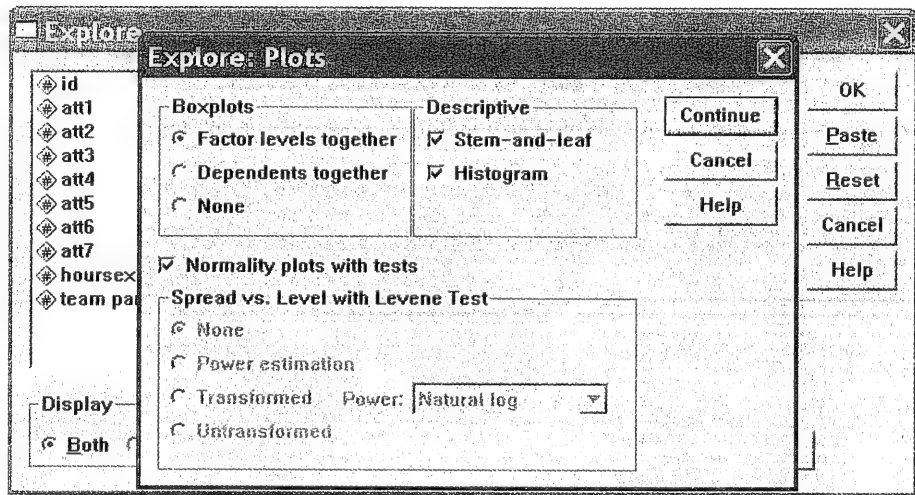 Explore
Explore: Plots
id
att1
att2
att3
att4
att5
att6
att7
hoursex
team pa
Display
Both
Boxplots
Factor levels together
Dependents together
None
Descriptive
Stem-and-leaf
Histogram
Normality plots with tests
Spread vs. Level with Levene Test
None
Power estimation
Transformed Power: Natural log
Untransformed
Continue
Cancel
Help
OK
Paste
Reset
Cancel
Help